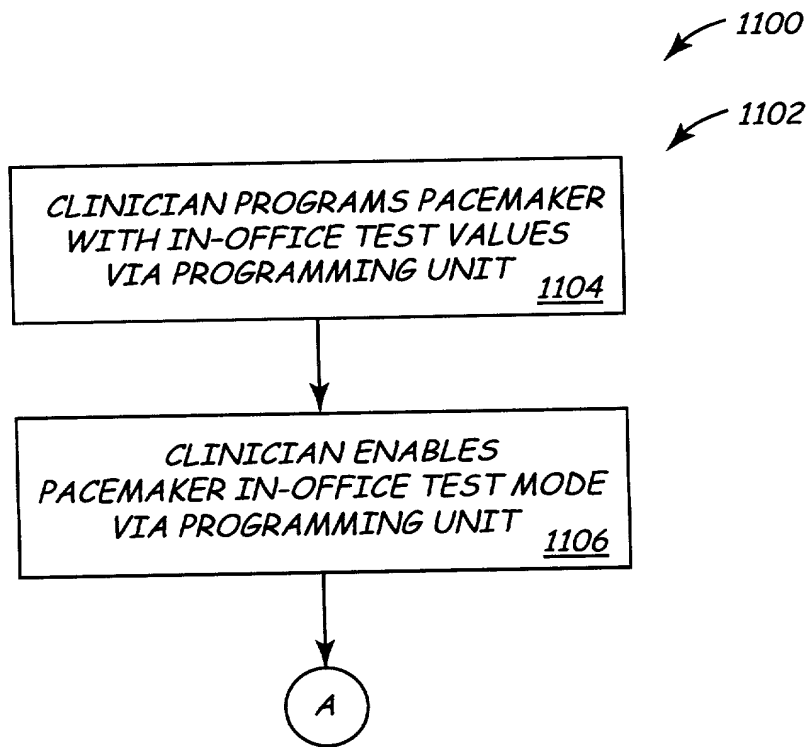 1100
1102
CLINICIAN PROGRAMS PACEMAKER
WITH IN-OFFICE TEST VALUES
VIA PROGRAMMING UNIT
1104
CLINICIAN ENABLES
PACEMAKER IN-OFFICE TEST MODE
VIA PROGRAMMING UNIT
1106
A